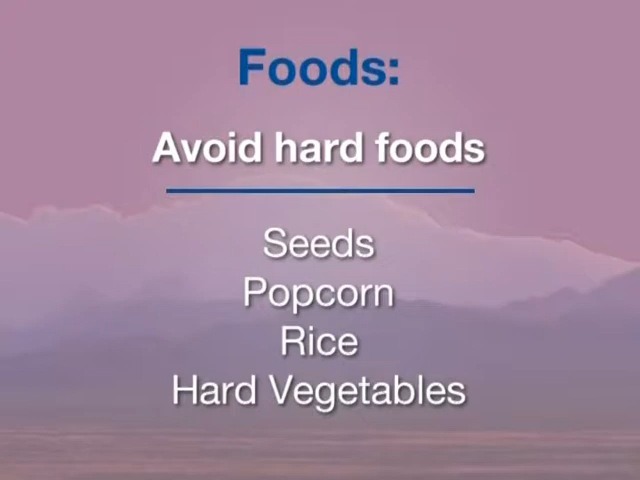 Foods:
Avoid hard foods
Seeds
Popcorn
Rice
Hard Vegetables